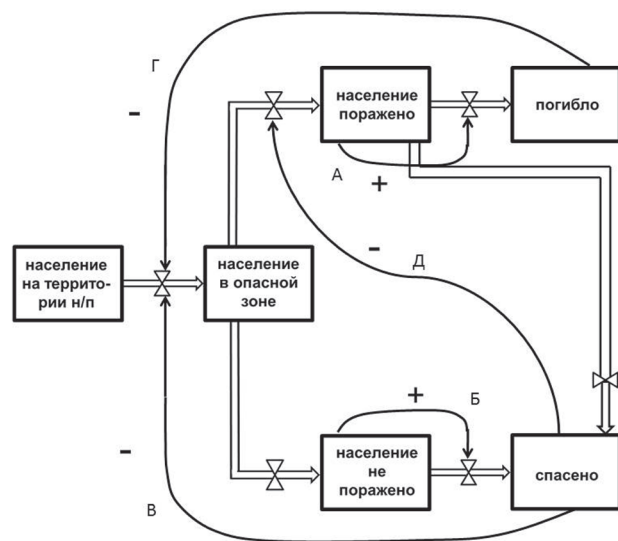 Г
-
население
поражено
погибло
А
+
-
Д
население
на террито-
рии н/п
население
в опасной
зоне
+
Б
-
население
не
поражено
спасено
В